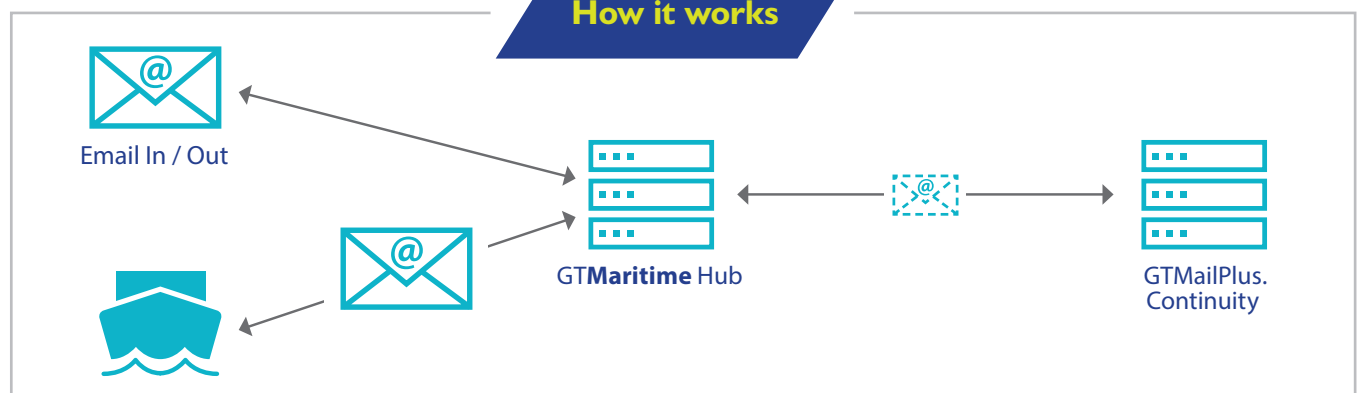 How it works
@
Email In / Out
@
@
GTMaritime Hub
GTMailPlus.
Continuity